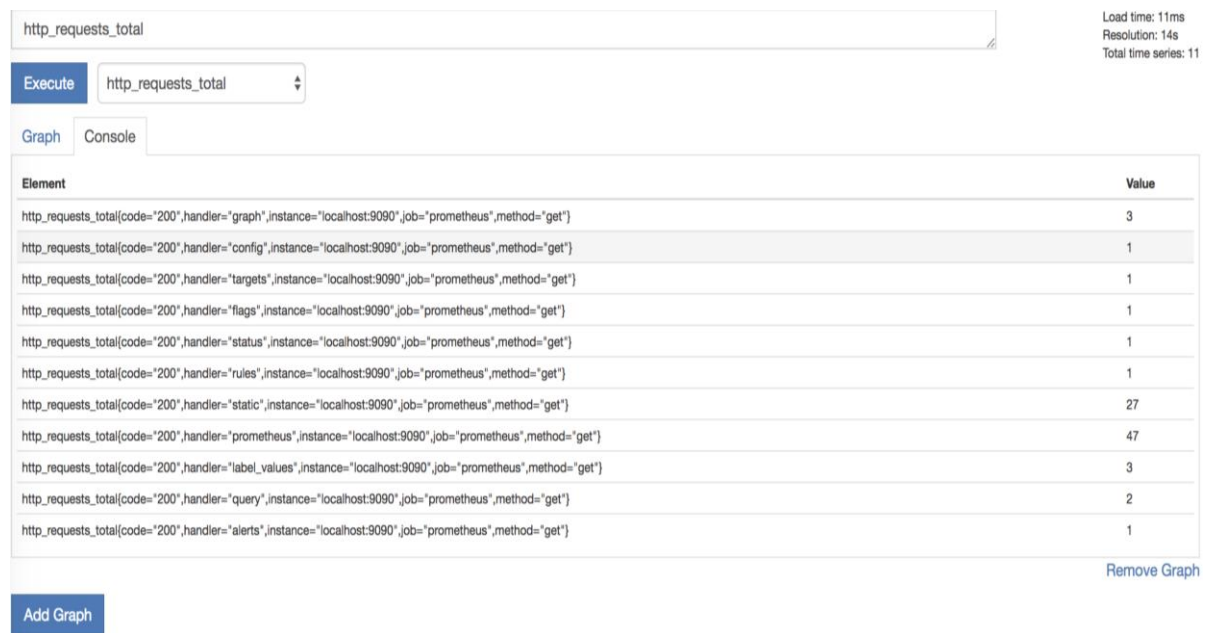 http_requests_total
Load time: 11ms
Resolution: 14s
Total time series: 11
Execute http_requests_total
Graph Console
Element Value
http_requests_total{code="200",handler="graph",instance="localhost:9090",job="prometheus",method="get"} 3
http_requests_total{code="200",handler="config",instance="localhost:9090",job="prometheus",method="get"} 1
http_requests_total{code="200",handler="targets",instance="localhost:9090",job="prometheus",method="get"} 1
http_requests_total{code="200",handler="flags",instance="localhost:9090",job="prometheus",method="get"} 1
http_requests_total{code="200",handler="status",instance="localhost:9090",job="prometheus",method="get"} 1
http_requests_total{code="200",handler="rules",instance="localhost:9090",job="prometheus",method="get"} 1
http_requests_total{code="200",handler="static",instance="localhost:9090",job="prometheus",method="get"} 27
http_requests_total{code="200",handler="prometheus",instance="localhost:9090",job="prometheus",method="get"} 47
http_requests_total{code="200",handler="label_values",instance="localhost:9090",job="prometheus",method="get"} 3
http_requests_total{code="200",handler="query",instance="localhost:9090",job="prometheus",method="get"} 2
http_requests_total{code="200",handler="alerts",instance="localhost:9090",job="prometheus",method="get"} 1
Remove Graph
Add Graph